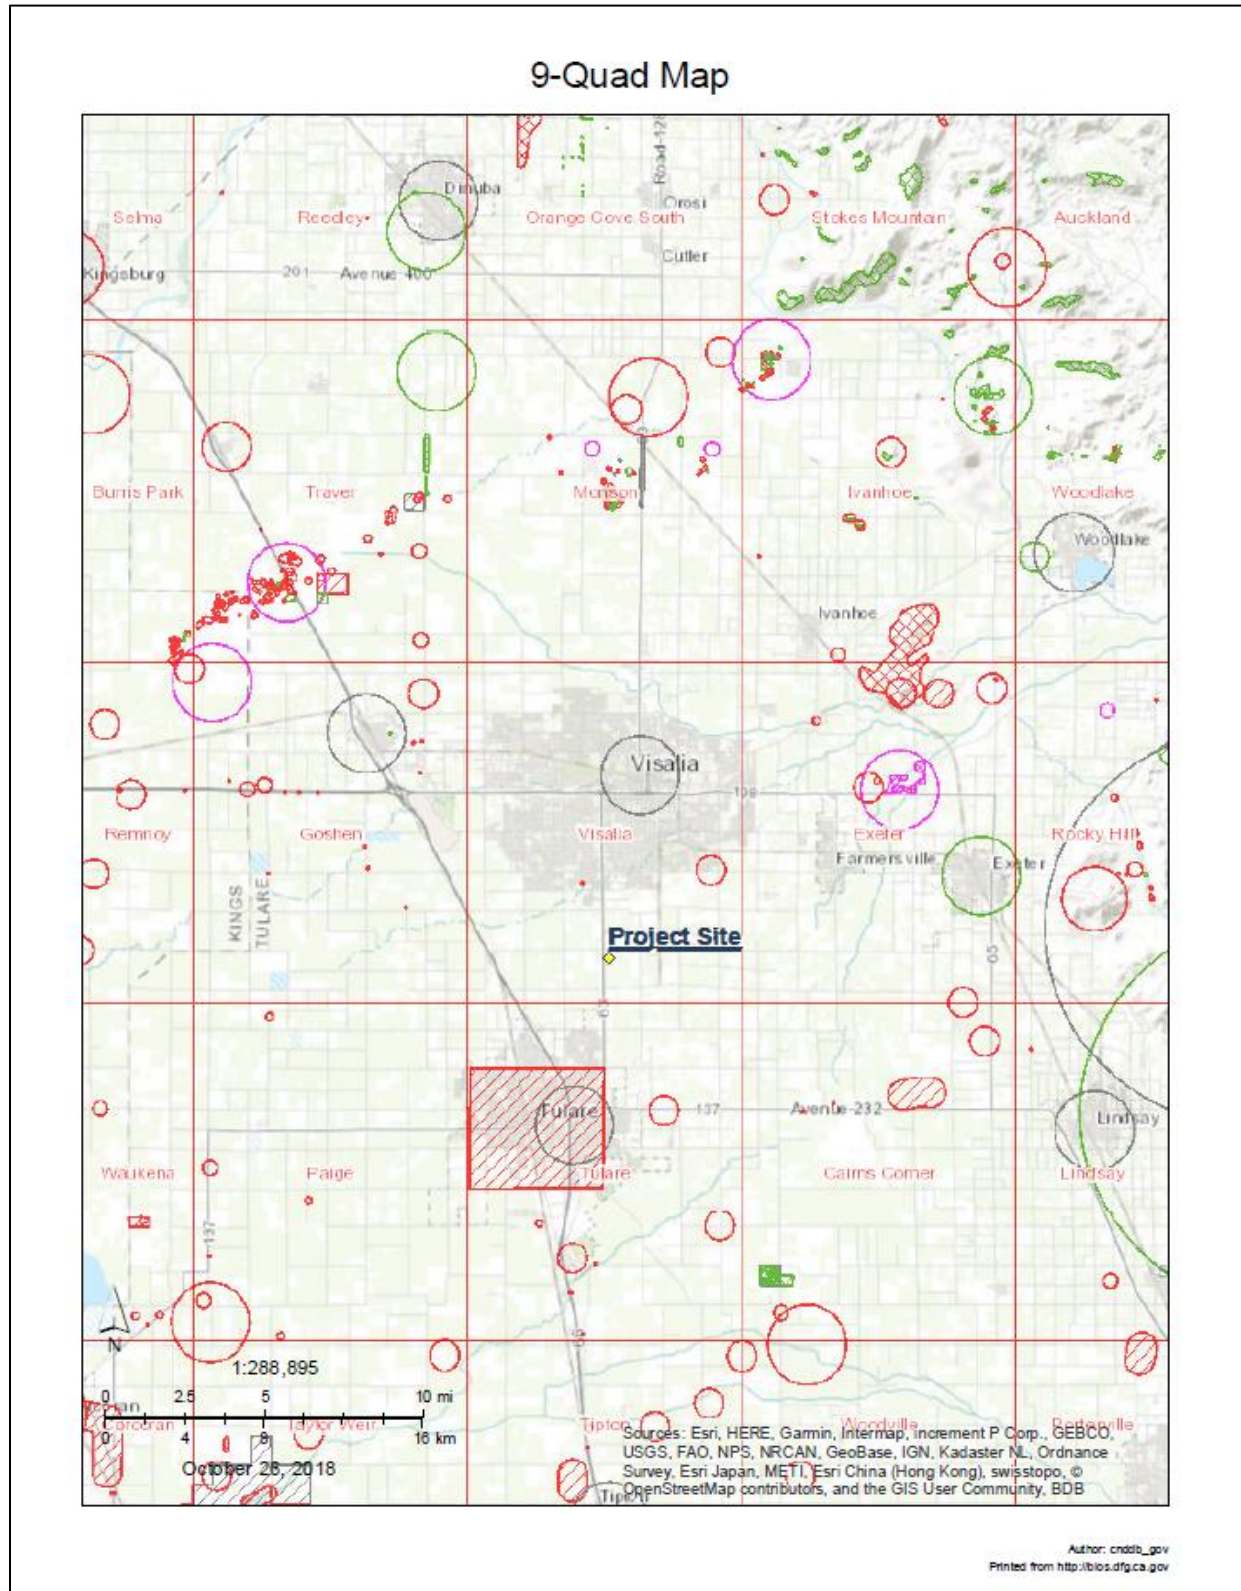 9-Quad Map
Dinuba
Road 128
Orosi
Selma
Reedley
Orange Cove South
Stokes Mountain
Auckland
Cutler
Kingsburg
201
Avenue 400
Burris Park
Traver
Monson
Ivanhoe
Woodlake
Woodlake
Ivanhoe
Visalia
198
Remnoy
Goshen
Visalia
Exeter
Rocky Hill
Farmersville
Exeter
KINGS
TULARE
Project Site
65
63
Tulare
137
Avenue 232
Lindsay
Waukena
Paige
Tulare
Cairns Corner
Lindsay
137
N
1:288,895
0 2.5 5 10 mi
Corcoran
Taylor Weir
Tipton
Woodville
Porterville
0 4 8 16 km
October 26, 2018
Tipton
Sources: Esri, HERE, Garmin, Intermap, increment P Corp., GEBCO,
USGS, FAO, NPS, NRCAN, GeoBase, IGN, Kadaster NL, Ordnance
Survey, Esri Japan, METI, Esri China (Hong Kong), swisstopo, ©
OpenStreetMap contributors, and the GIS User Community, BDB
Author: cnddb_gov
Printed from http://bios.dfg.ca.gov